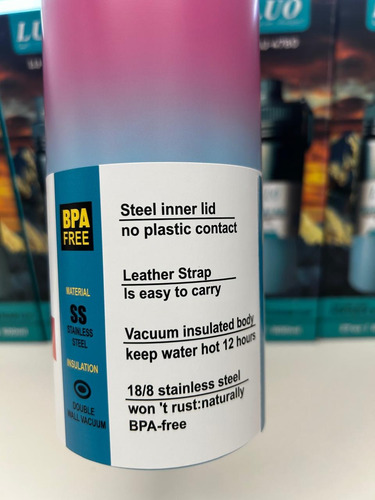 LUO
BPA
FREE
MATERIAL
SS
STAINLESS
STEEL
INSULATION
DOUBLE
WALL VACUUM
Steel inner lid
no plastic contact
Leather Strap
Is easy to carry
Vacuum insulated body
keep water hot 12 hours
18/8 stainless steel
won 't rust:naturally
BPA-free